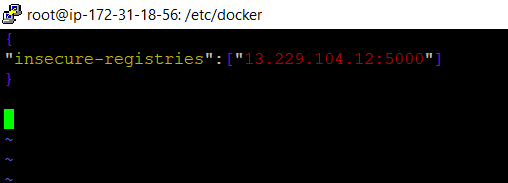 root@ip-172-31-18-56: /etc/docker
{
"insecure-registries":["13.229.104.12:5000"]
}
~
~
~